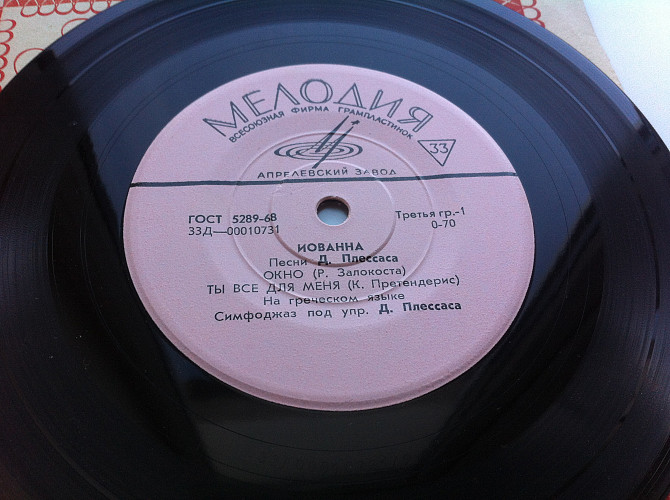 МЕЛОДИЯ
ВСЕСОЮЗНАЯ ФИРМА ГРАМПЛАСТИНОК
33
АПРЕЛЕВСКИЙ ЗАВОД
ГОСТ 5289-68
33Д—00010731
Третья гр.-1
0-70
ИОВАННА
Песни Д. Плессаса
ОКНО (Р. Залокоста)
ТЫ ВСЕ ДЛЯ МЕНЯ (К. Претендерис)
На греческом языке
Симфоджаз под упр. Д. Плессаса